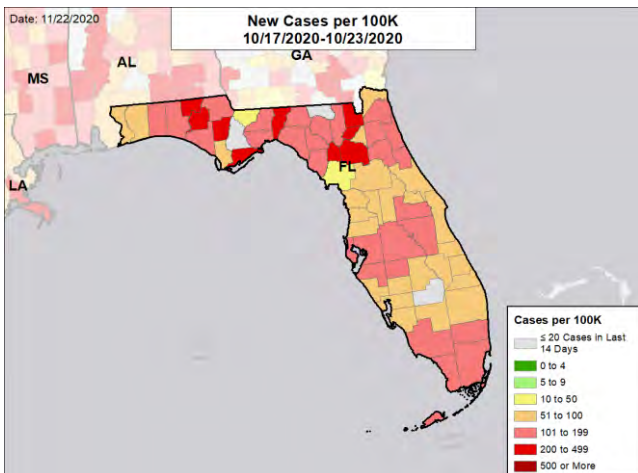 Date: 11/22/2020
New Cases per 100K
10/17/2020-10/23/2020
GA
AL
MS
LA
FL
Cases per 100K
≤ 20 Cases in Last
14 Days
0 to 4
5 to 9
10 to 50
51 to 100
101 to 199
200 to 499
500 or More